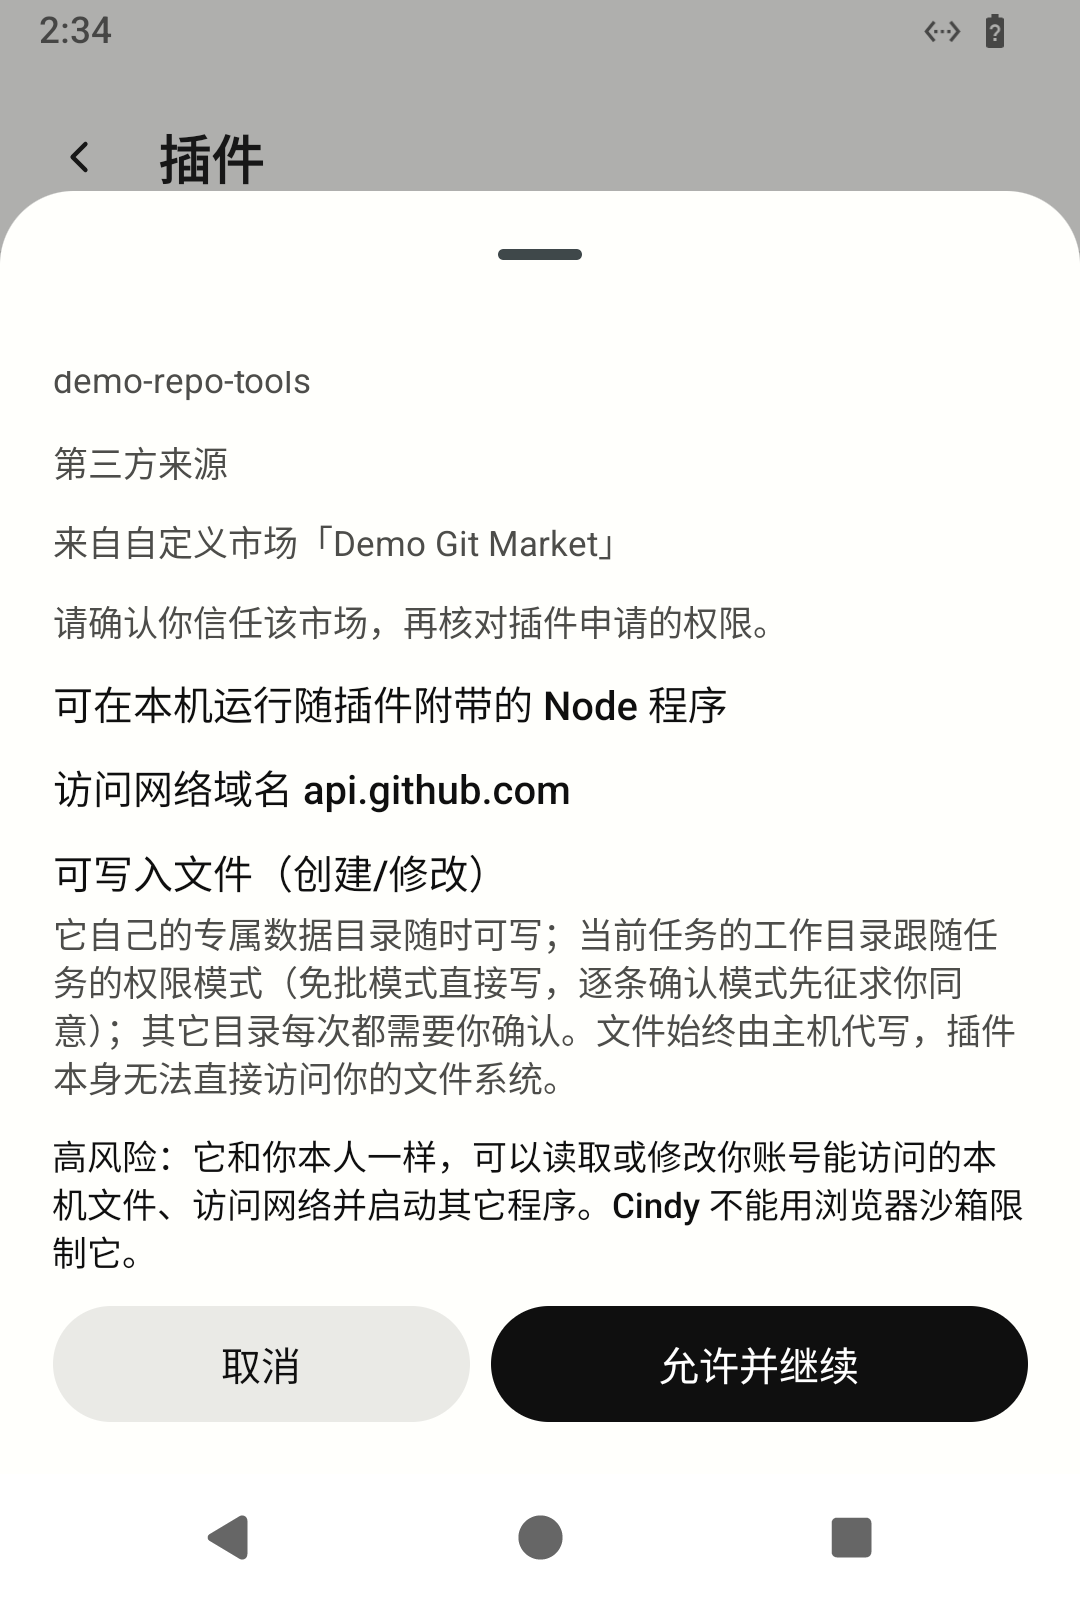 2:34
插件
demo-repo-tools
第三方来源
来自自定义市场「Demo Git Market」
请确认你信任该市场，再核对插件申请的权限。
可在本机运行随插件附带的 Node 程序
访问网络域名 api.github.com
可写入文件（创建/修改）
它自己的专属数据目录随时可写；当前任务的工作目录跟随任
务的权限模式（免批模式直接写，逐条确认模式先征求你同
意）；其它目录每次都需要你确认。文件始终由主机代写，插件
本身无法直接访问你的文件系统。
高风险：它和你本人一样，可以读取或修改你账号能访问的本
机文件、访问网络并启动其它程序。Cindy 不能用浏览器沙箱限
制它。
取消
允许并继续